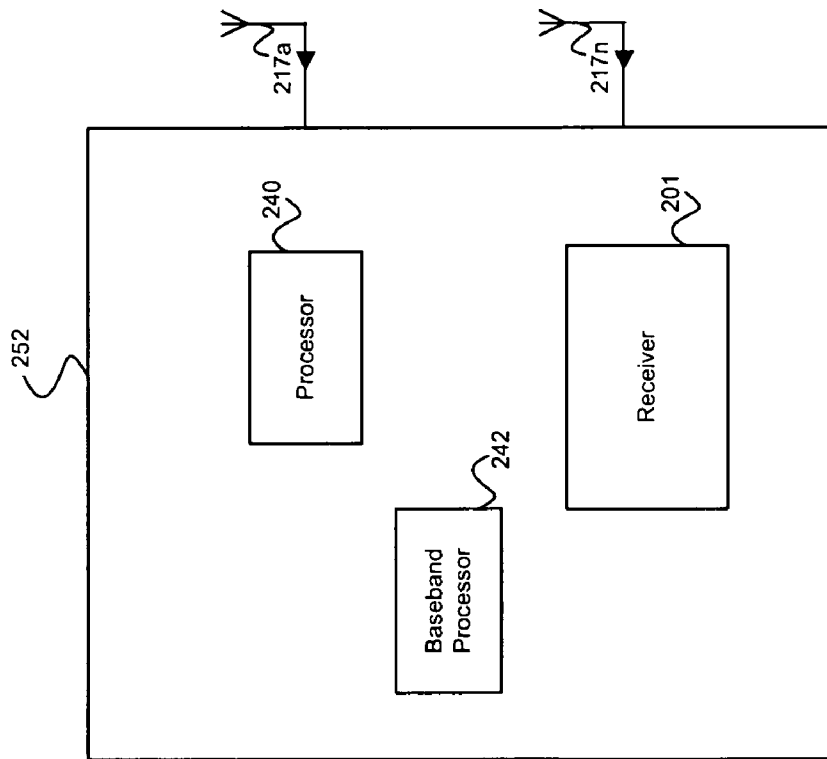 252
217a
217n
240
Processor
242
Baseband
Processor
201
Receiver